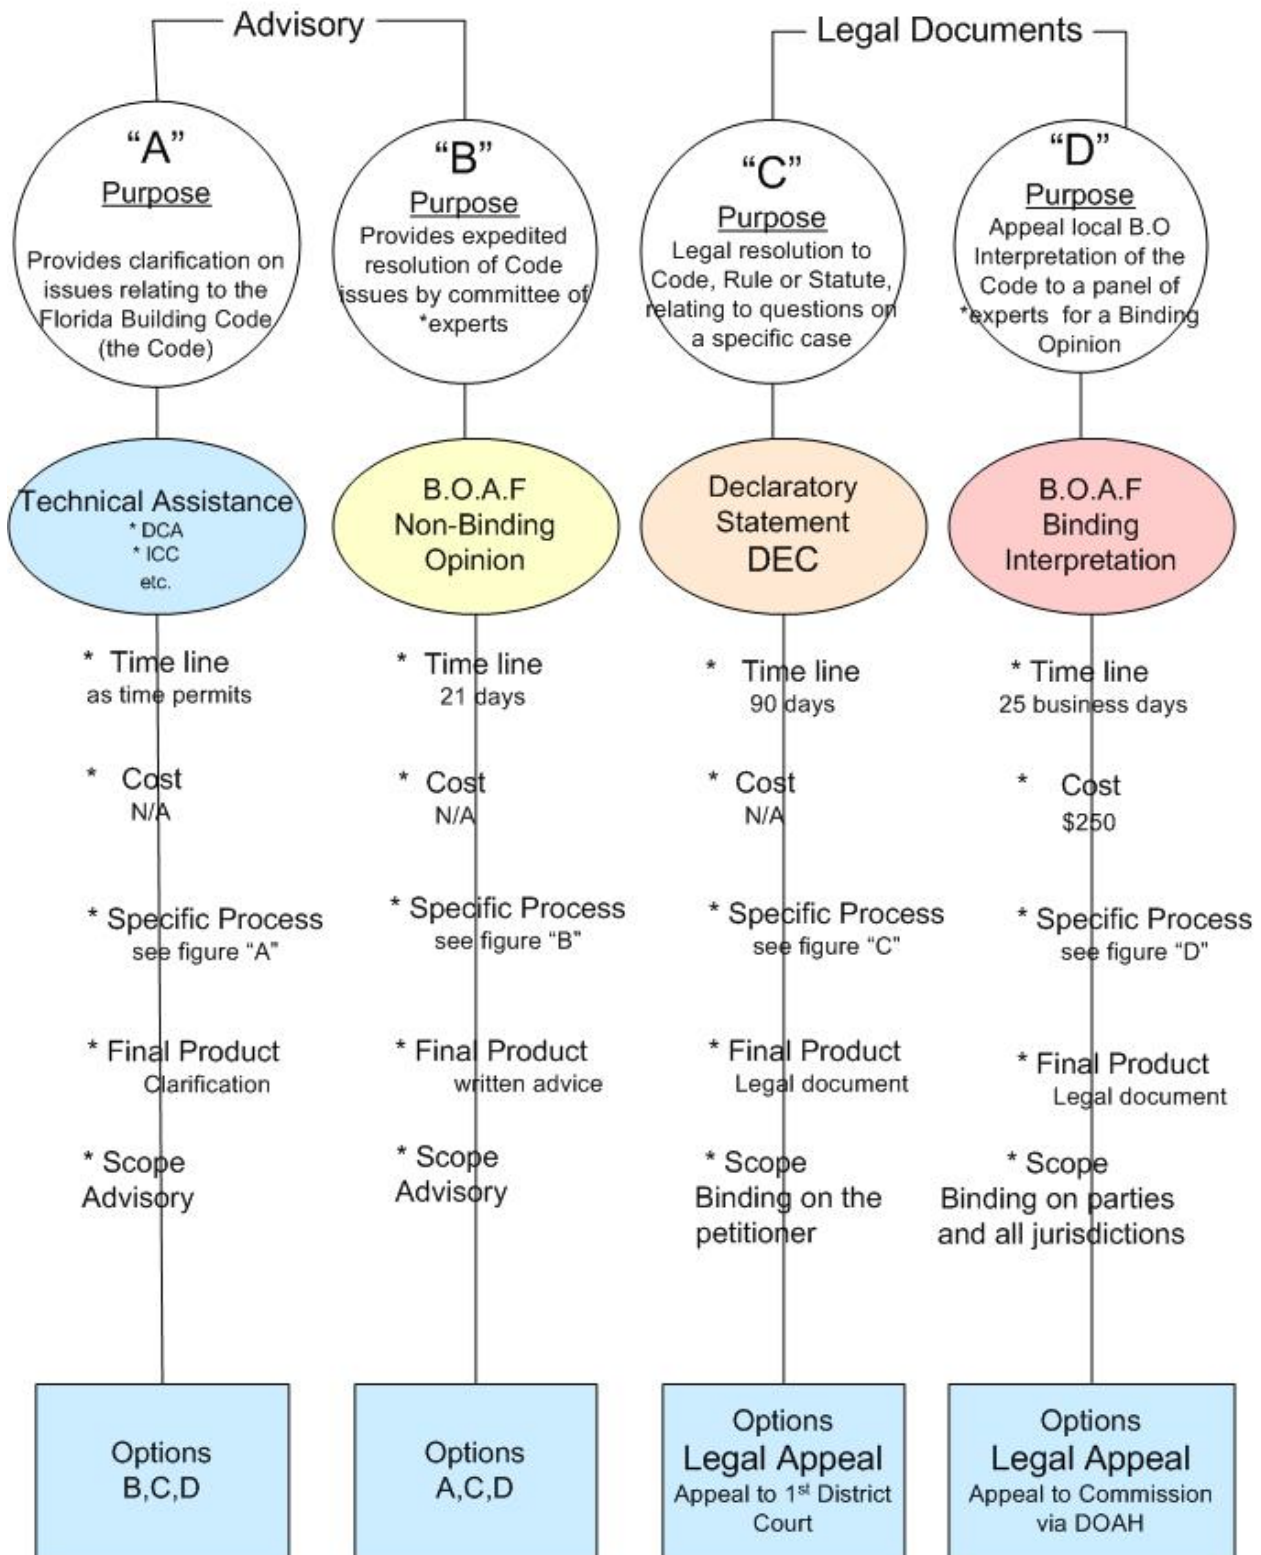 Advisory
Legal Documents
“A”
Purpose
Provides clarification on
issues relating to the
Florida Building Code
(the Code)
Technical Assistance
* DCA
* ICC
etc.
* Time line
as time permits
* Cost
N/A
* Specific Process
see figure “A”
* Final Product
Clarification
* Scope
Advisory
Options
B,C,D
“B”
Purpose
Provides expedited
resolution of Code
issues by committee of
*experts
B.O.A.F
Non-Binding
Opinion
* Time line
21 days
* Cost
N/A
* Specific Process
see figure “B”
* Final Product
written advice
* Scope
Advisory
Options
A,C,D
“C”
Purpose
Legal resolution to
Code, Rule or Statute,
relating to questions on
a specific case
Declaratory
Statement
DEC
* Time line
90 days
* Cost
N/A
* Specific Process
see figure “C”
* Final Product
Legal document
* Scope
Binding on the
petitioner
Options
Legal Appeal
Appeal to 1st District
Court
“D”
Purpose
Appeal local B.O
Interpretation of the
Code to a panel of
*experts for a Binding
Opinion
B.O.A.F
Binding
Interpretation
* Time line
25 business days
* Cost
$250
* Specific Process
see figure “D”
* Final Product
Legal document
* Scope
Binding on parties
and all jurisdictions
Options
Legal Appeal
Appeal to Commission
via DOAH